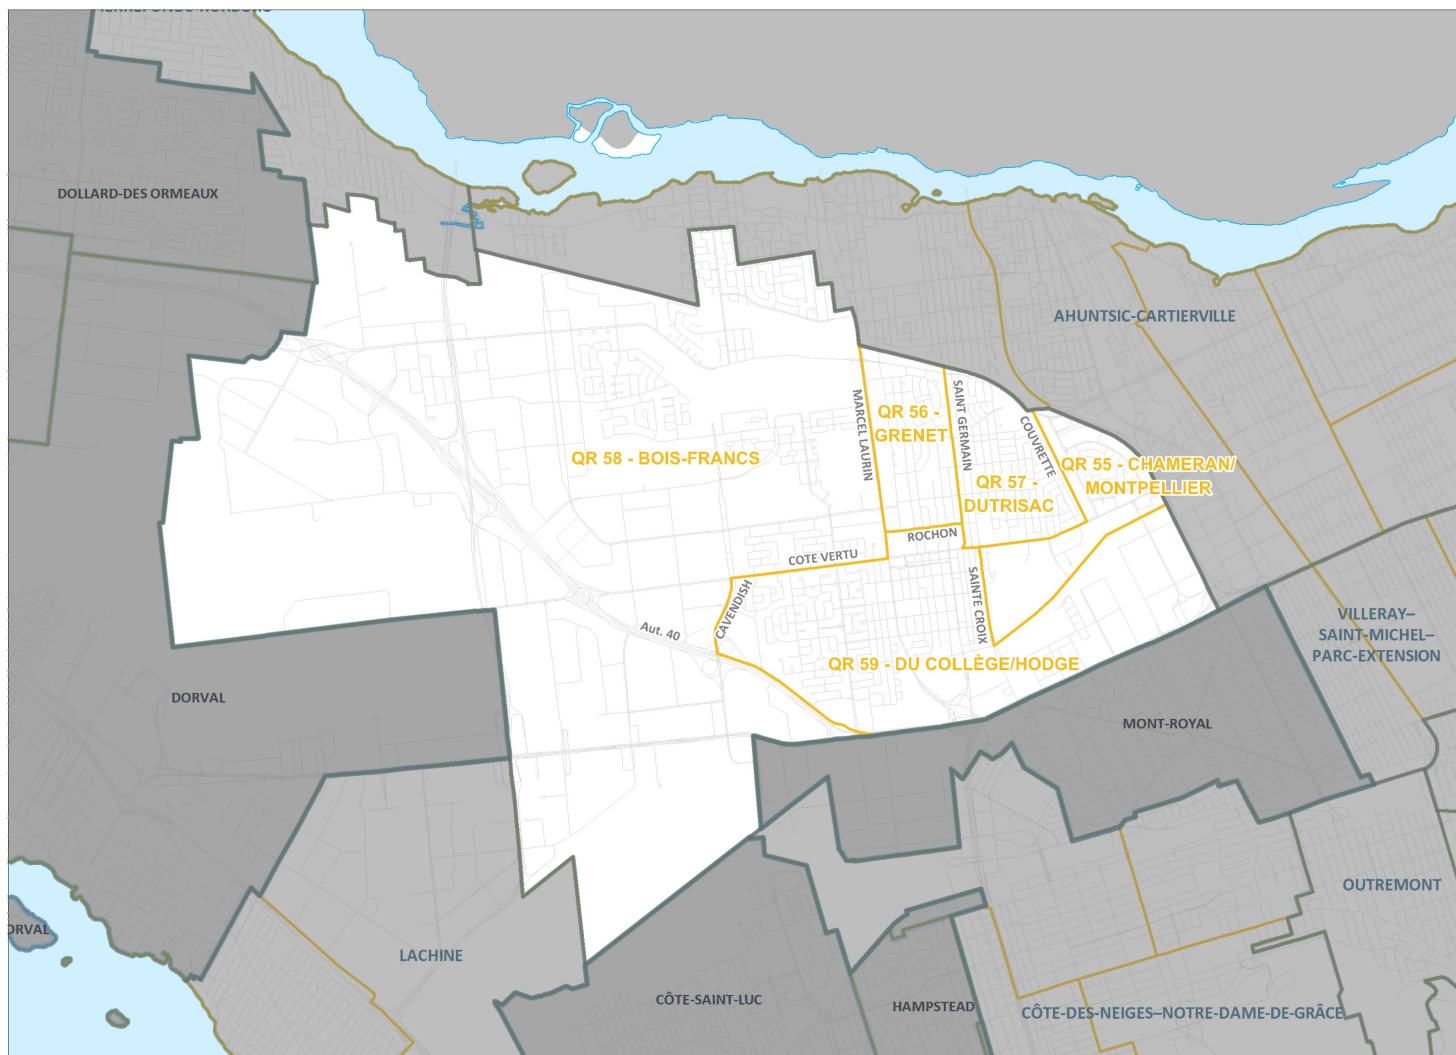 DOLLARD-DES ORMEAUX
AHUNTSIC-CARTIERVILLE
MARCEL LAURIN
QR 56 -
GRENET
SAINT GERMAIN
COUVRETTE
QR 58 - BOIS-FRANCS
QR 55 - CHAMERAN/
MONTPELLIER
QR 57 -
DUTRISAC
ROCHON
COTE VERTU
CAVENDISH
SAINTE CROIX
Aut. 40
VILLERAY–
SAINT-MICHEL–
PARC-EXTENSION
QR 59 - DU COLLÈGE/HODGE
DORVAL
MONT-ROYAL
OUTREMONT
ORVAL
LACHINE
CÔTE-SAINT-LUC
HAMPSTEAD
CÔTE-DES-NEIGES–NOTRE-DAME-DE-GRÂCE